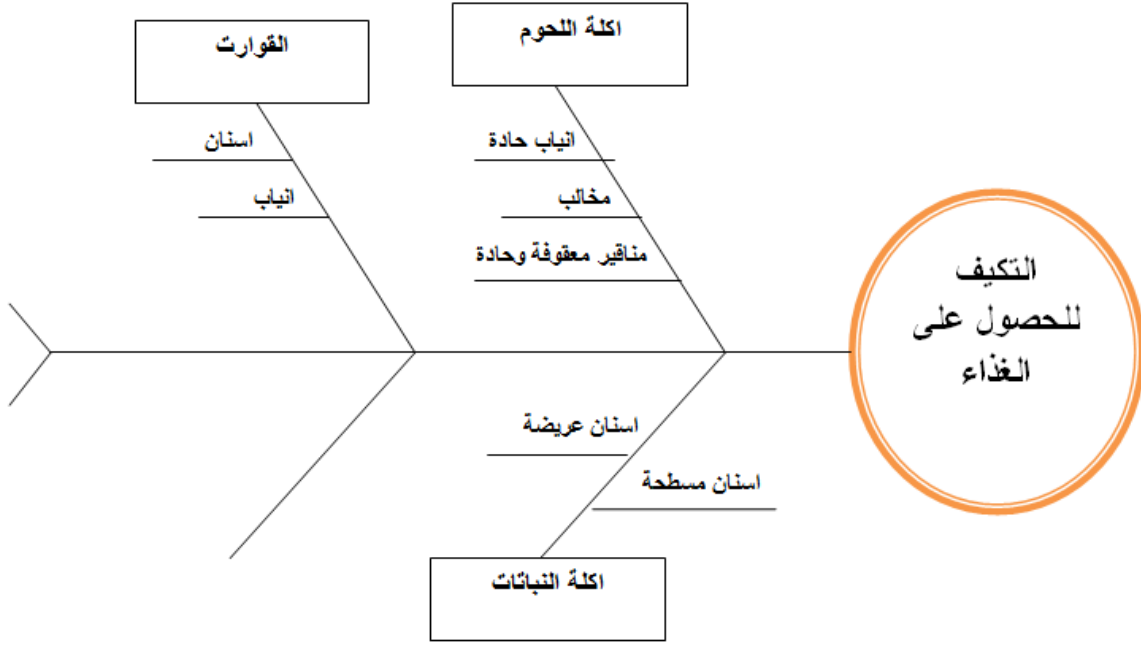 اكلة اللحوم
القوارت
انياب حادة
اسنان
مخالب
انياب
مناقير معقوفة وحادة
التكيف
للحصول على
الغذاء
اسنان عريضة
اسنان مسطحة
اكلة النباتات